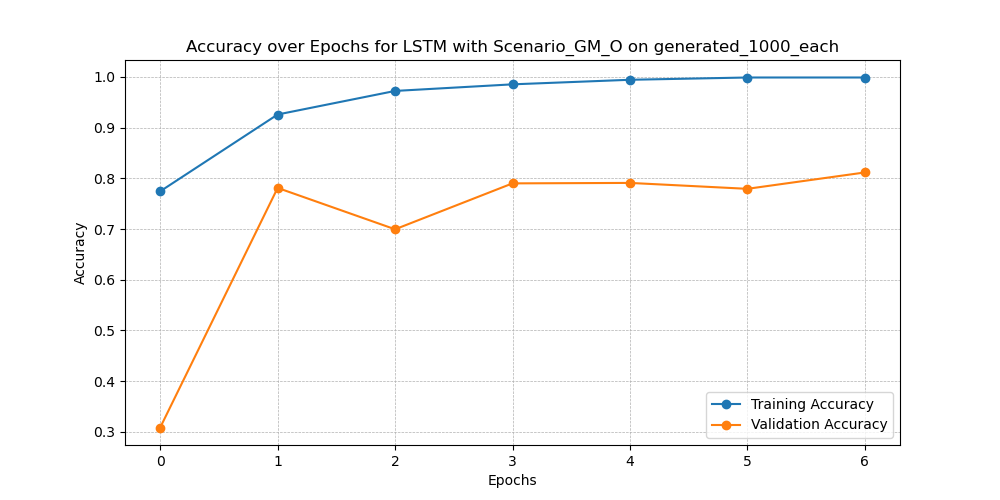 Accuracy over Epochs for LSTM with Scenario_GM_O on generated_1000_each
1.0
0.9
0.8
0.7
0.6
0.5
0.4
0.3
Accuracy
Training Accuracy
Validation Accuracy
0 1 2 3 4 5 6
Epochs